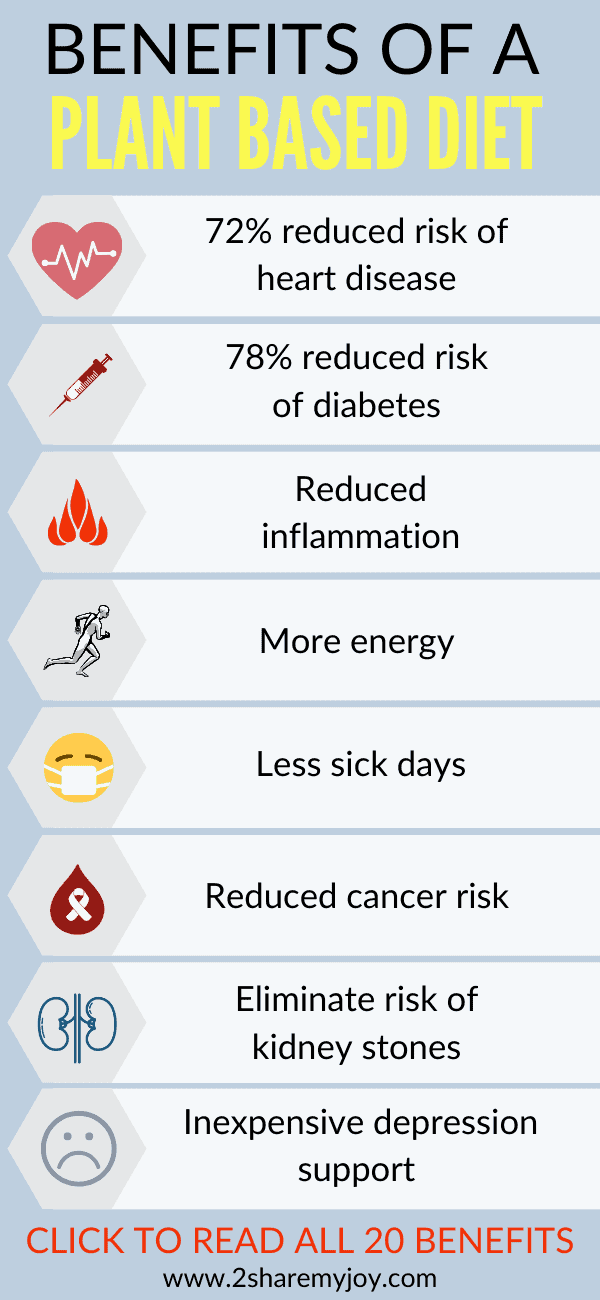 BENEFITS OF A
PLANT BASED DIET
72% reduced risk of
heart disease
78% reduced risk
of diabetes
Reduced
inflammation
More energy
Less sick days
Reduced cancer risk
Eliminate risk of
kidney stones
Inexpensive depression
support
CLICK TO READ ALL 20 BENEFITS
www.2sharemyjoy.com